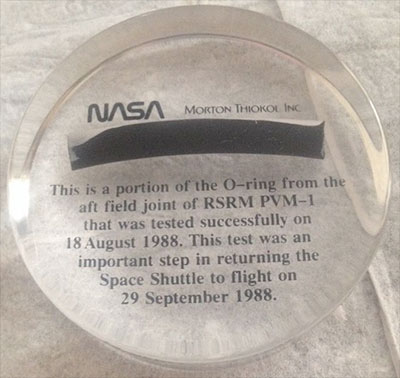 NASA MORTON THIOKOL INC.
This is a portion of the O-ring from the
aft field joint of RSRM PVM-1
that was tested successfully on
18 August 1988. This test was an
important step in returning the
Space Shuttle to flight on
29 September 1988.